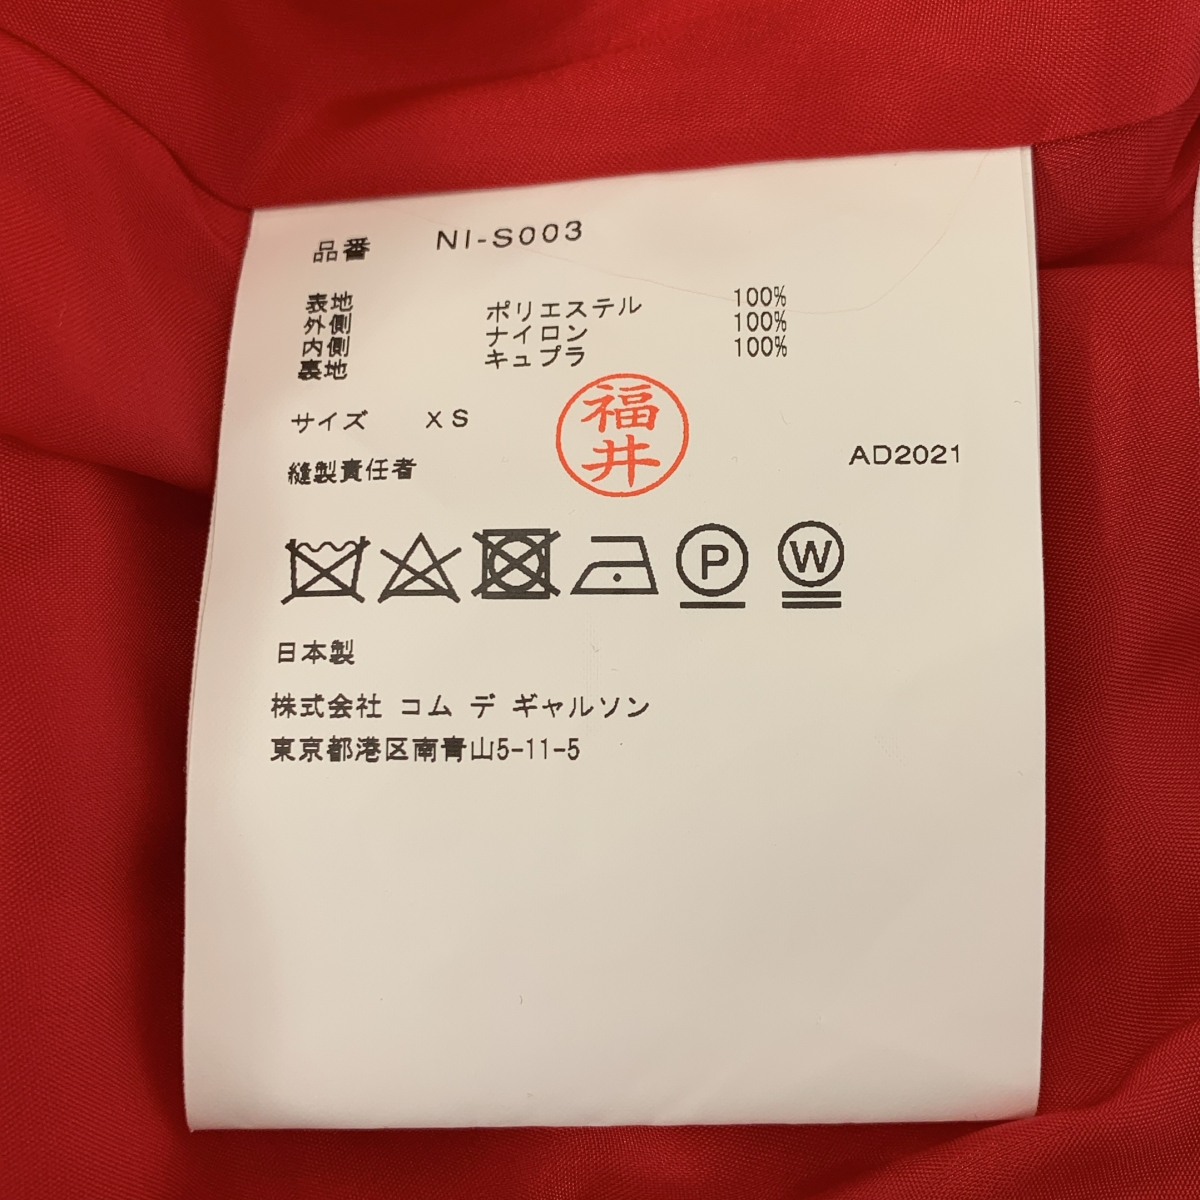 品番 NI-S003
表地
外側 ポリエステル 100%
内側 ナイロン 100%
裏地 キュプラ 100%
サイズ XS
福井
縫製責任者 AD2021
P W
日本製
株式会社 コム デ ギャルソン
東京都港区南青山5-11-5